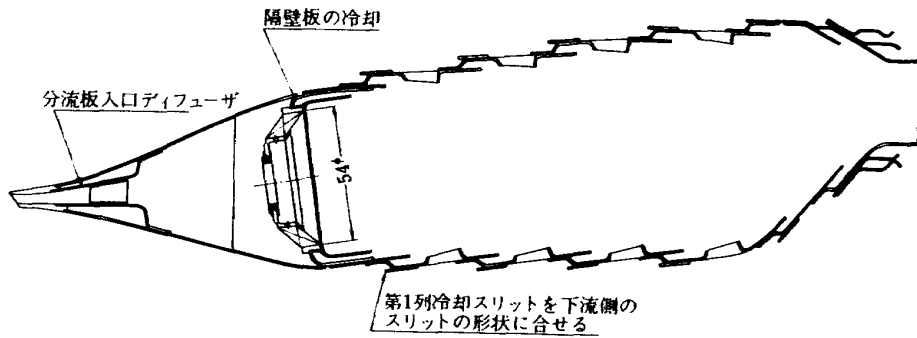 隔壁板の冷却
分流板入口ディフューザ
54φ
第1列冷却スリットを下流側の
スリットの形状に合せる